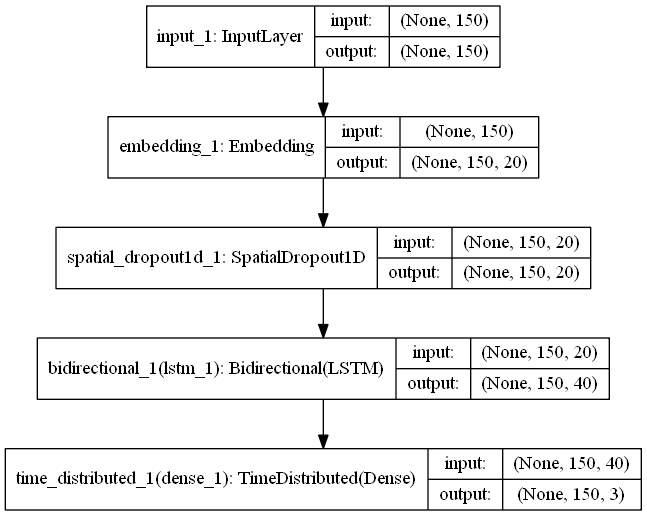 input_1: InputLayer
input:
(None, 150)
output:
(None, 150)
embedding_1: Embedding
input:
(None, 150)
output:
(None, 150, 20)
spatial_dropout1d_1: SpatialDropout1D
input:
(None, 150, 20)
output:
(None, 150, 20)
bidirectional_1(lstm_1): Bidirectional(LSTM)
input:
(None, 150, 20)
output:
(None, 150, 40)
time_distributed_1(dense_1): TimeDistributed(Dense)
input:
(None, 150, 40)
output:
(None, 150, 3)